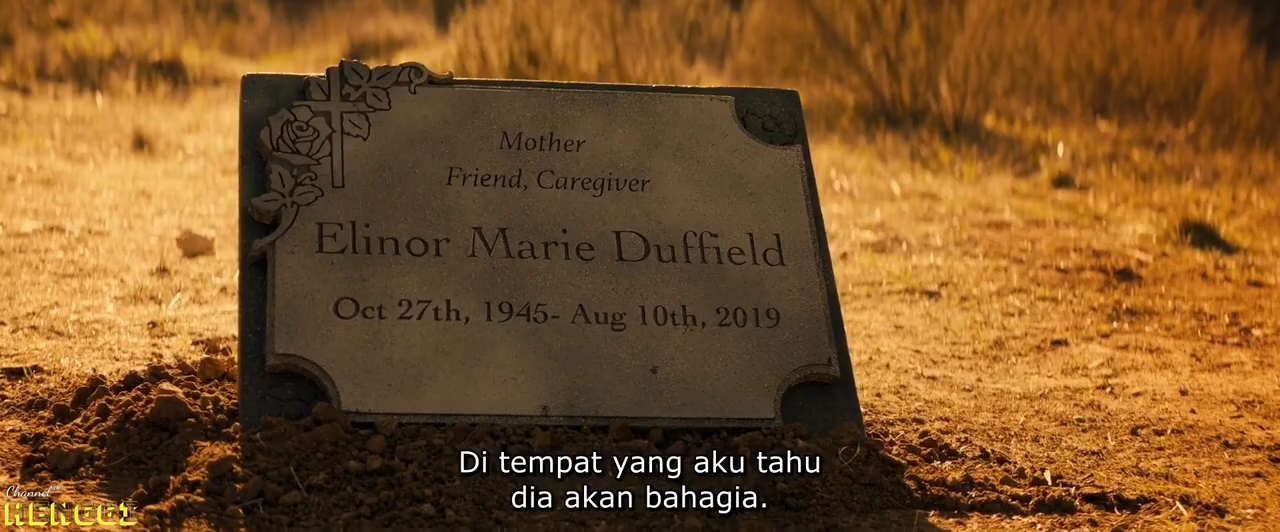 Mother
Friend, Caregiver
Elinor Marie Duffield
Oct 27th, 1945- Aug 10th, 2019
Di tempat yang aku tahu
dia akan bahagia.
Channel
HENGGI